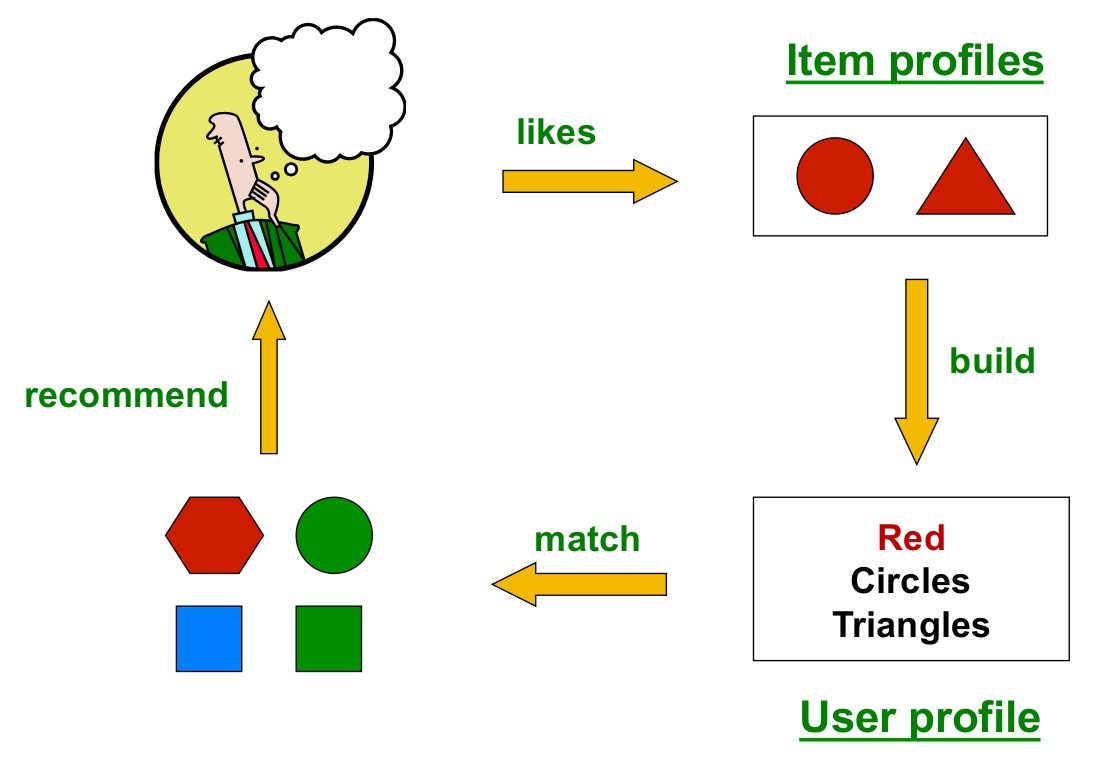 Item profiles
likes
build
recommend
match
Red
Circles
Triangles
User profile